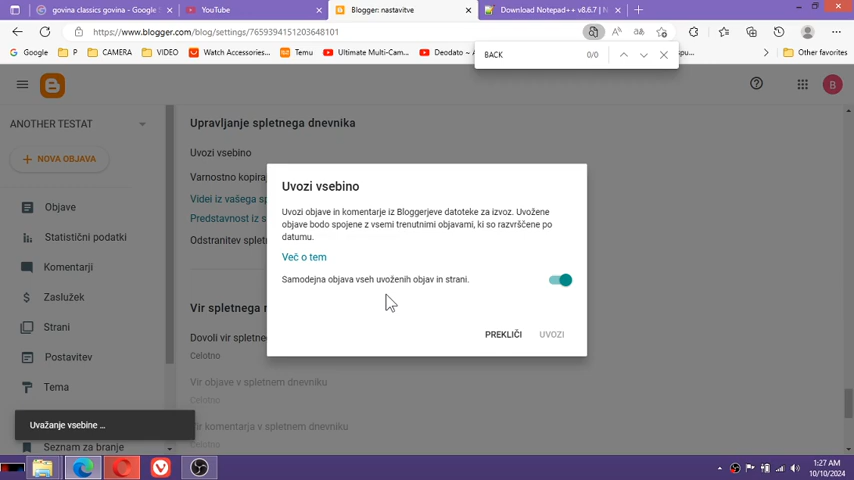 govina classics govina - Google
YouTube
Blogger: nastavitve
Download Notepad++ v8.6.7 | N
https://www.blogger.com/blog/settings/7659394151203648101
Google
P
CAMERA
VIDEO
Watch Accessories...
Temu
Ultimate Multi-Cam...
Deodato ~
Other favorites
BACK
0/0
B
ANOTHER TESTAT
NOVA OBJAVA
Objave
Statistični podatki
Komentarji
Zaslužek
Strani
Postavitev
Tema
Seznam za branje
Upravljanje spletnega dnevnika
Uvozi vsebino
Varnostno kopiraj
Videi iz vašega sp
Predstavnost iz s
Odstranitev spletn
Uvozi vsebino
Uvozi objave in komentarje iz Bloggerjeve datoteke za izvoz. Uvožene
objave bodo spojene z vsemi trenutnimi objavami, ki so razvrščene po
datumu.
Več o tem
Samodejna objava vseh uvoženih objav in strani.
PREKLIČI
UVOZI
Vir spletnega
Dovoli vir spletne
Celotno
Vir objave v spletnem dnevniku
Celotno
Vir komentarja v spletnem dnevniku
Celotno
Uvažanje vsebine ...
1:27 AM
10/10/2024